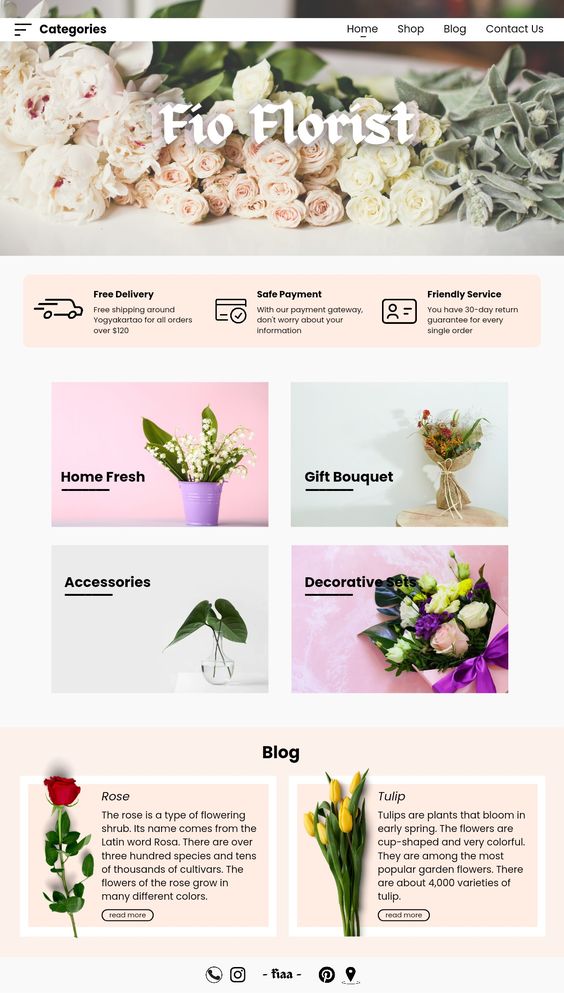 Categories
Home
Shop
Blog
Contact Us
Fio Florist
Free Delivery
Free shipping around
Yogyakartao for all orders
over $120
Safe Payment
With our payment gateway,
don't worry about your
information
Friendly Service
You have 30-day return
guarantee for every
single order
Home Fresh
Gift Bouquet
Accessories
Decorative Sets
Blog
Rose
The rose is a type of flowering
shrub. Its name comes from the
Latin word Rosa. There are over
three hundred species and tens
of thousands of cultivars. The
flowers of the rose grow in
many different colors.
read more
Tulip
Tulips are plants that bloom in
early spring. The flowers are
cup-shaped and very colorful.
They are among the most
popular garden flowers. There
are about 4,000 varieties of
tulip.
read more
- fiaa -